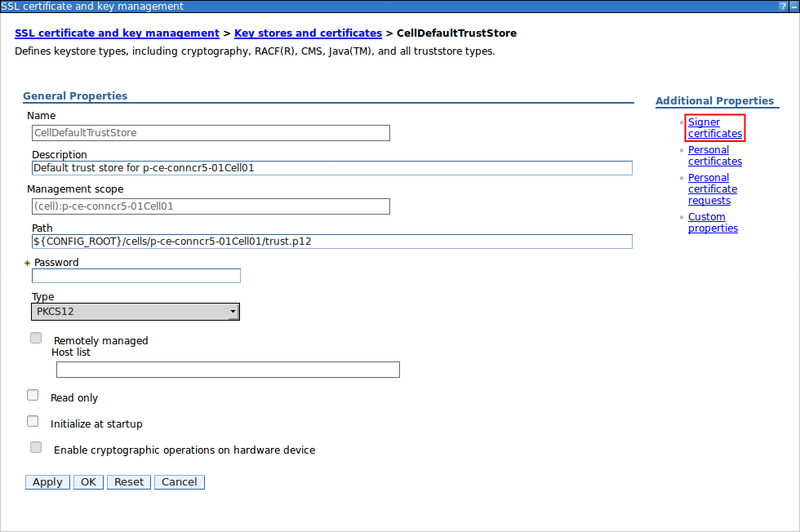 SSL certificate and key management ? –
SSL certificate and key management > Key stores and certificates > CellDefaultTrustStore
Defines keystore types, including cryptography, RACF(R), CMS, Java(TM), and all truststore types.
General Properties
Name
CellDefaultTrustStore
Description
Default trust store for p-ce-conncr5-01Cell01
Management scope
(cell):p-ce-conncr5-01Cell01
Path
${CONFIG_ROOT}/cells/p-ce-conncr5-01Cell01/trust.p12
* Password
Type
PKCS12
Remotely managed
Host list
Read only
Initialize at startup
Enable cryptographic operations on hardware device
Apply OK Reset Cancel
Additional Properties
Signer
certificates
Personal
certificates
Personal
certificate
requests
Custom
properties